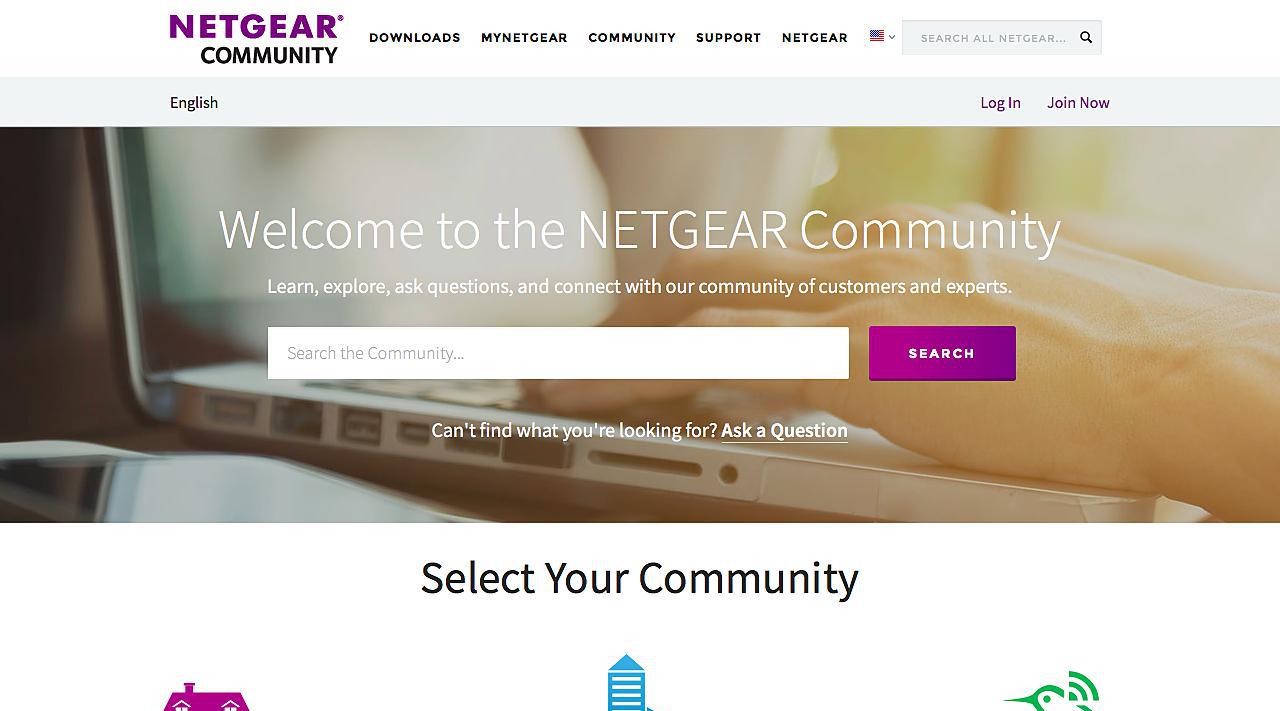 NETGEAR®
COMMUNITY
DOWNLOADS MYNETGEAR COMMUNITY SUPPORT NETGEAR
SEARCH ALL NETGEAR...
English
Log In Join Now
Welcome to the NETGEAR Community
Learn, explore, ask questions, and connect with our community of customers and experts.
Search the Community...
SEARCH
Can't find what you're looking for? Ask a Question
Select Your Community